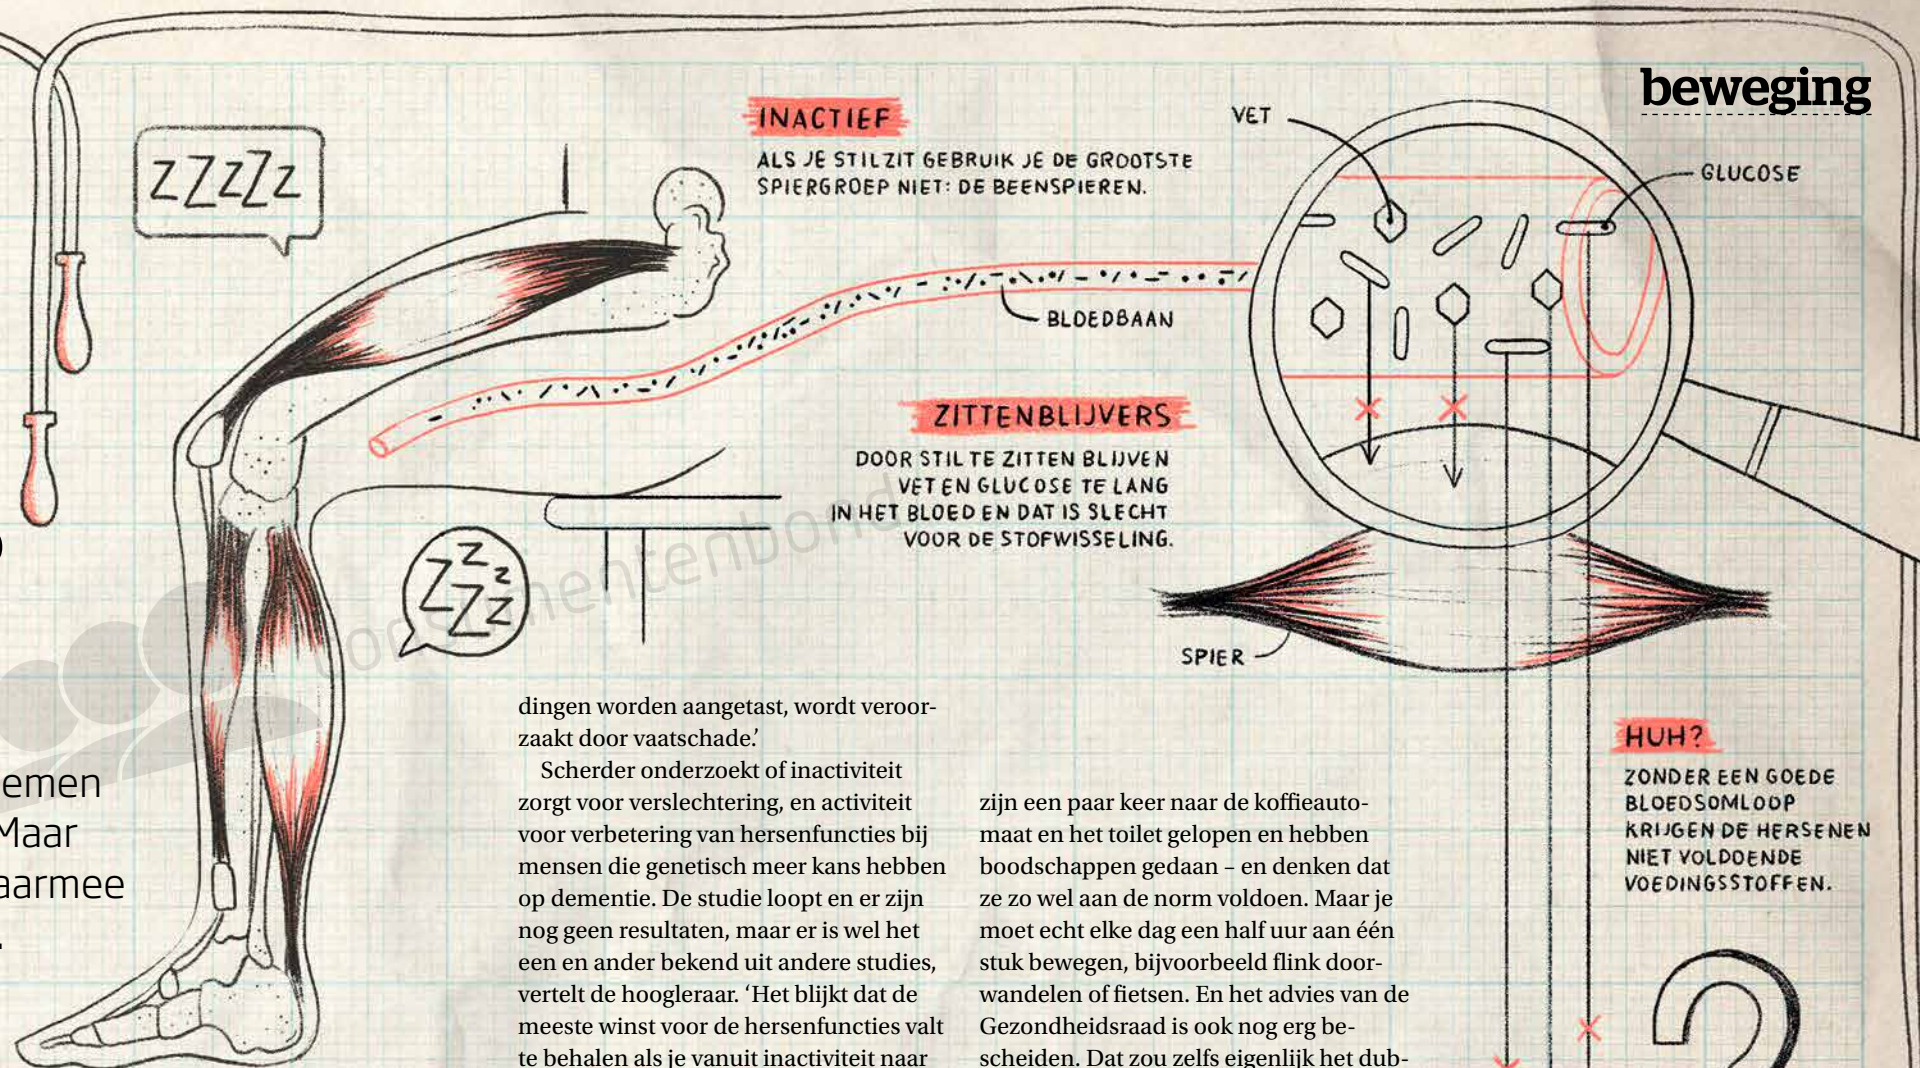 beweging
ZZZZZ
INACTIEF
ALS JE STILZIT GEBRUIK JE DE GROOTSTE
SPIERGROEP NIET: DE BEENSPIEREN.
VET
GLUCOSE
BLOEDBAAN
ZITTENBLIJVERS
DOOR STIL TE ZITTEN BLIJVEN
VET EN GLUCOSE TE LANG
IN HET BLOED EN DAT IS SLECHT
VOOR DE STOFWISSELING.
ZZZZZ
SPIER
consumentenbond
HUH?
ZONDER EEN GOEDE
BLOEDSOMLOOP
KRIJGEN DE HERSENEN
NIET VOLDOENDE
VOEDINGSSTOFFEN.
?
emen
Maar
aarmee
dingen worden aangetast, wordt veroor-
zaakt door vaatschade.’
Scherder onderzoekt of inactiviteit
zorgt voor verslechtering, en activiteit
voor verbetering van hersenfuncties bij
mensen die genetisch meer kans hebben
op dementie. De studie loopt en er zijn
nog geen resultaten, maar er is wel het
een en ander bekend uit andere studies,
vertelt de hoogleraar. ‘Het blijkt dat de
meeste winst voor de hersenfuncties valt
te behalen als je vanuit inactiviteit naar
zijn een paar keer naar de koffieauto-
maat en het toilet gelopen en hebben
boodschappen gedaan – en denken dat
ze zo wel aan de norm voldoen. Maar je
moet echt elke dag een half uur aan één
stuk bewegen, bijvoorbeeld flink door-
wandelen of fietsen. En het advies van de
Gezondheidsraad is ook nog erg be-
scheiden. Dat zou zelfs eigenlijk het dub-